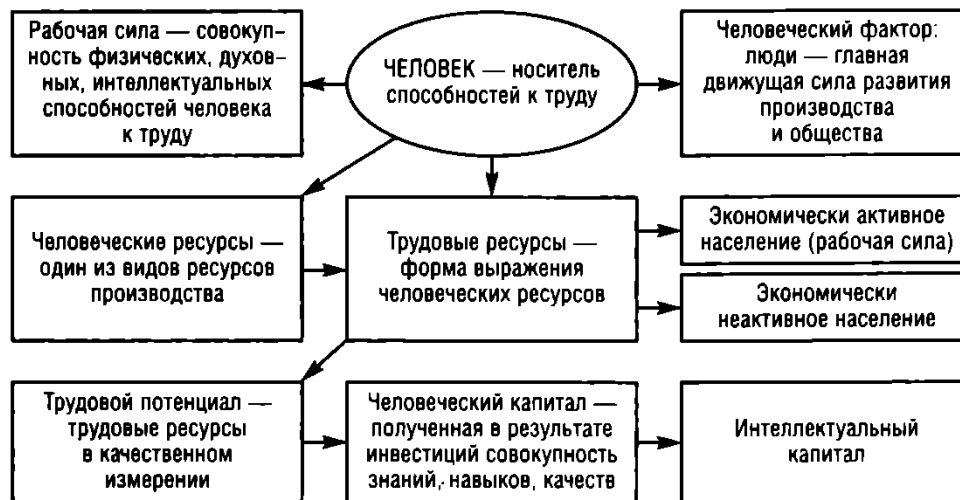 Рабочая сила — совокуп-
ность физических, духов-
ных, интеллектуальных
способностей человека
к труду
ЧЕЛОВЕК — носитель
способностей к труду
Человеческий фактор:
люди — главная
движущая сила развития
производства
и общества
Человеческие ресурсы —
один из видов ресурсов
производства
Трудовые ресурсы —
форма выражения
человеческих ресурсов
Экономически активное
население (рабочая сила)
Экономически
неактивное население
Трудовой потенциал —
трудовые ресурсы
в качественном
измерении
Человеческий капитал —
полученная в результате
инвестиций совокупность
знаний, навыков, качеств
Интеллектуальный
капитал